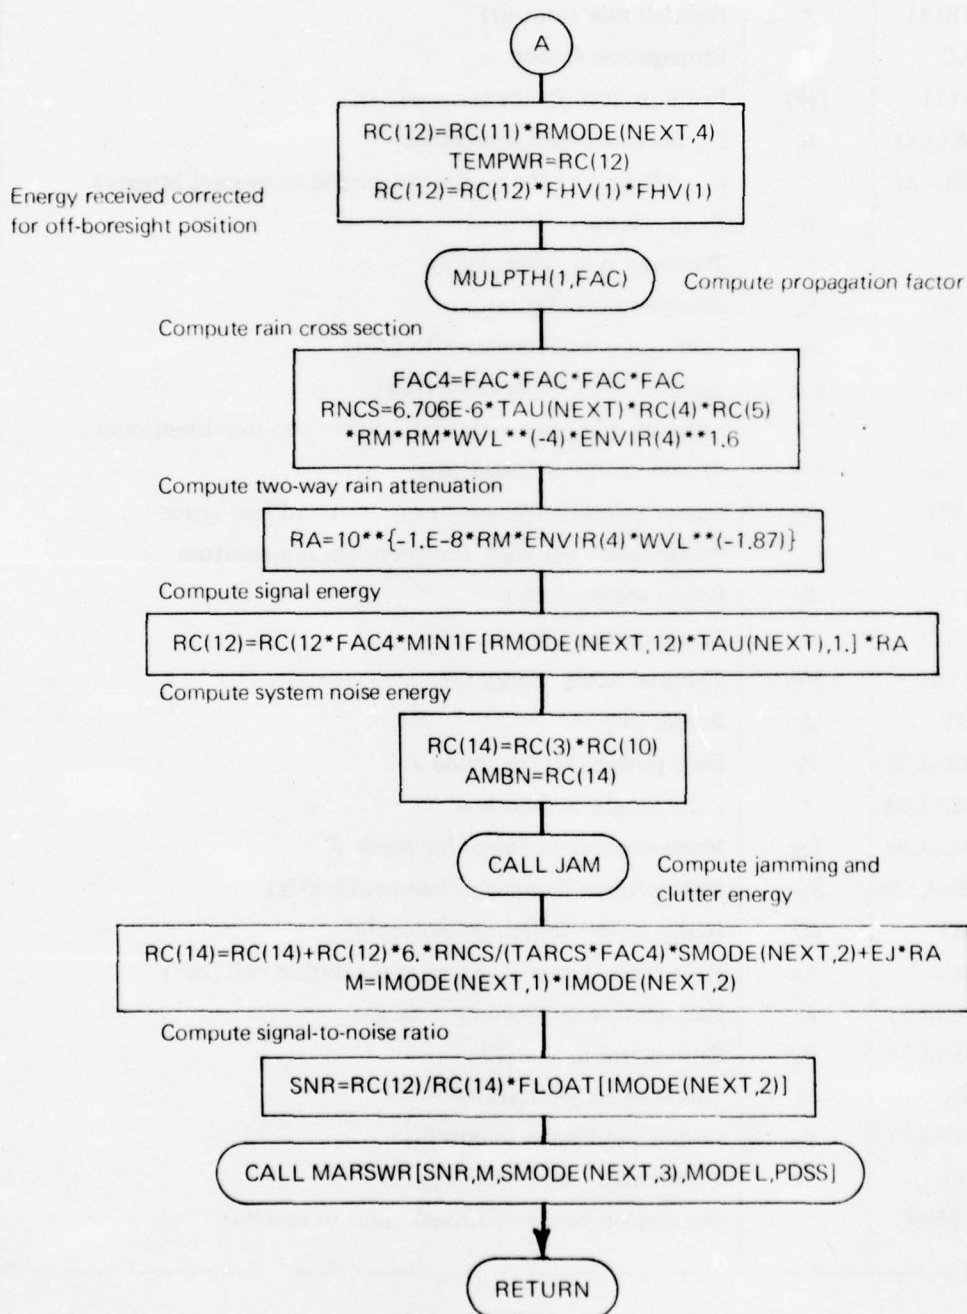 A
RC(12)=RC(11)*RMODE(NEXT,4)
TEMPWR=RC(12)
RC(12)=RC(12)*FHV(1)*FHV(1)
Energy received corrected
for off-boresight position
MULPTH(1,FAC)
Compute propagation factor
Compute rain cross section
FAC4=FAC*FAC*FAC*FAC
RNCS=6.706E-6*TAU(NEXT)*RC(4)*RC(5)
*RM*RM*WVL**(-4)*ENVIR(4)**1.6
Compute two-way rain attenuation
RA=10**{-1.E-8*RM*ENVIR(4)*WVL**(-1.87)}
Compute signal energy
RC(12)=RC(12*FAC4*MIN1F[RMODE(NEXT,12)*TAU(NEXT),1.]*RA
Compute system noise energy
RC(14)=RC(3)*RC(10)
AMBN=RC(14)
CALL JAM
Compute jamming and
clutter energy
RC(14)=RC(14)+RC(12)*6.*RNCS/(TARCS*FAC4)*SMODE(NEXT,2)+EJ*RA
M=IMODE(NEXT,1)*IMODE(NEXT,2)
Compute signal-to-noise ratio
SNR=RC(12)/RC(14)*FLOAT[IMODE(NEXT,2)]
CALL MARSWR[SNR,M,SMODE(NEXT,3),MODEL,PDSS]
RETURN